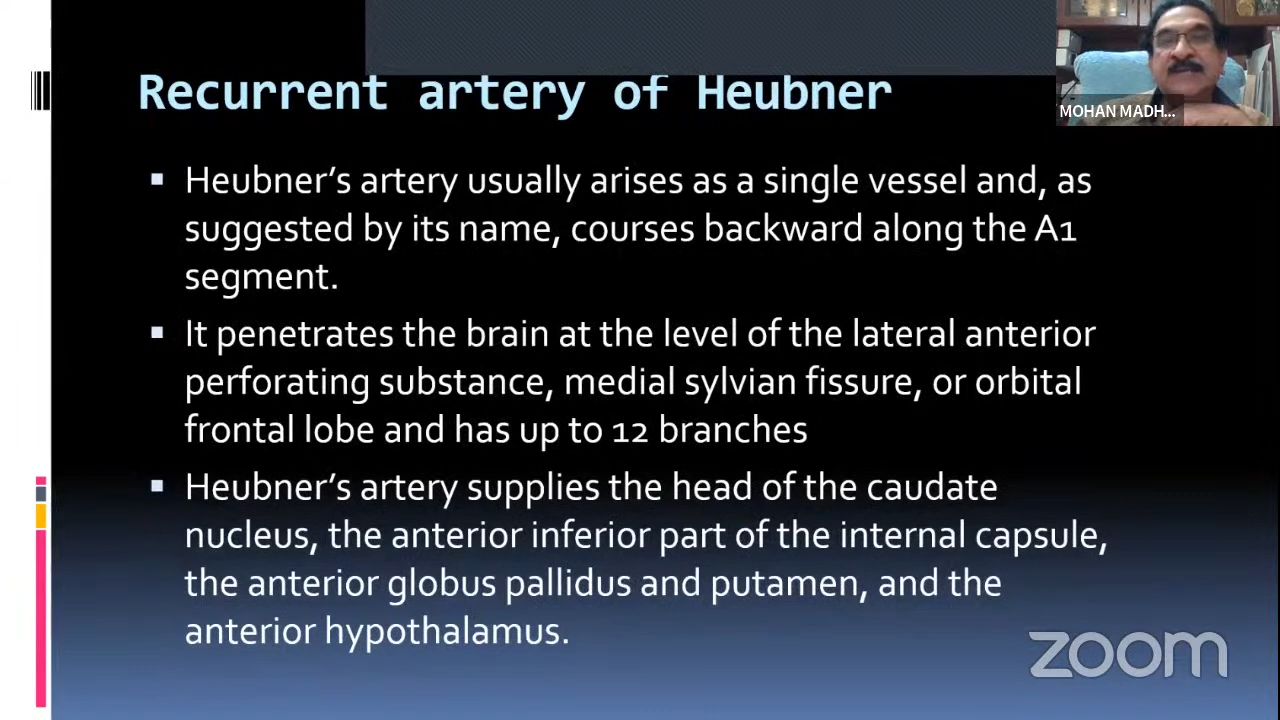 Recurrent artery of Heubner
MOHAN MADH...
▪ Heubner’s artery usually arises as a single vessel and, as
suggested by its name, courses backward along the A1
segment.
▪ It penetrates the brain at the level of the lateral anterior
perforating substance, medial sylvian fissure, or orbital
frontal lobe and has up to 12 branches
▪ Heubner’s artery supplies the head of the caudate
nucleus, the anterior inferior part of the internal capsule,
the anterior globus pallidus and putamen, and the
anterior hypothalamus.
zoom